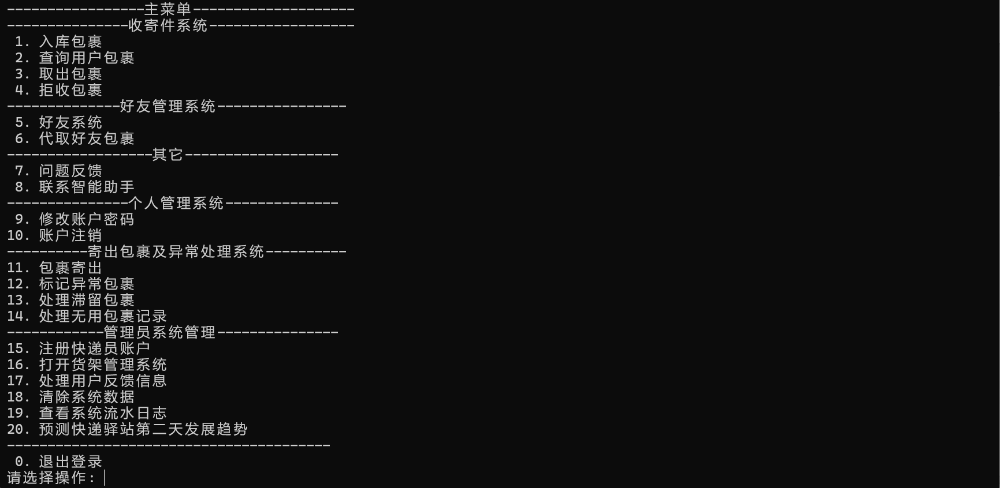 -----------------主菜单--------------------
---------------收寄件系统------------------
 1. 入库包裹
 2. 查询用户包裹
 3. 取出包裹
 4. 拒收包裹
--------------好友管理系统----------------
 5. 好友系统
 6. 代取好友包裹
------------------其它-------------------
 7. 问题反馈
 8. 联系智能助手
---------------个人管理系统--------------
 9. 修改账户密码
10. 账户注销
----------寄出包裹及异常处理系统----------
11. 包裹寄出
12. 标记异常包裹
13. 处理滞留包裹
14. 处理无用包裹记录
------------管理员系统管理---------------
15. 注册快递员账户
16. 打开货架管理系统
17. 处理用户反馈信息
18. 清除系统数据
19. 查看系统流水日志
20. 预测快递驿站第二天发展趋势
----------------------------------------
 0. 退出登录
请选择操作: